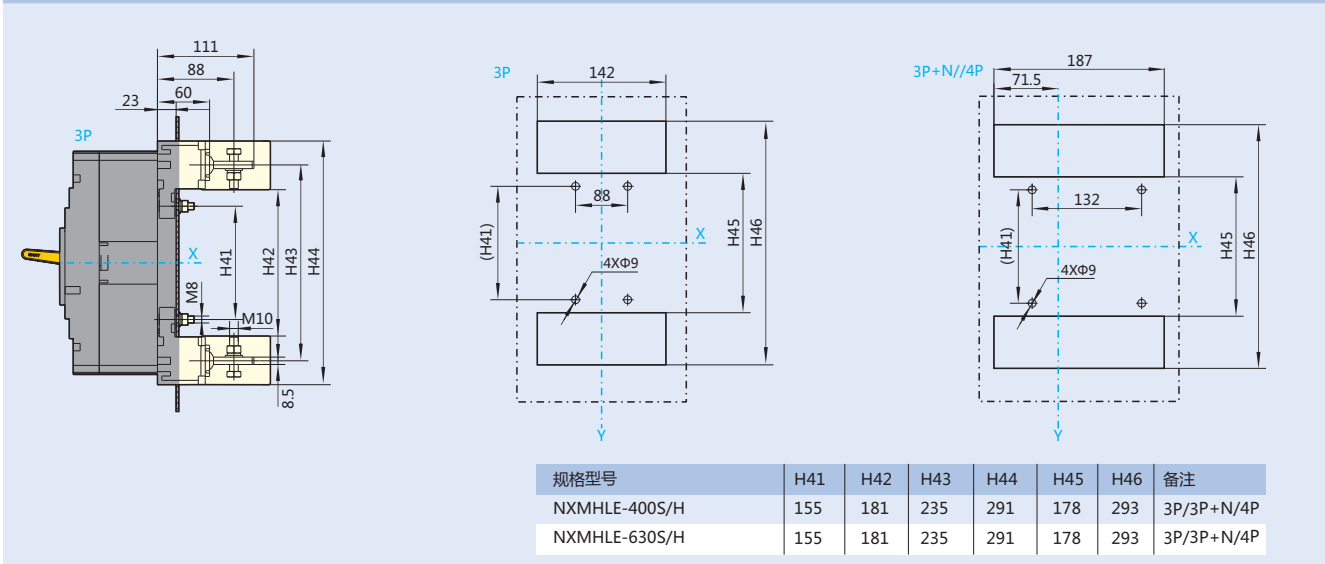 111
88
23
60
3P
X
H41
H42
H43
H44
M8
M10
8.5
3P
142
88
(H41)
X
H45
H46
4XΦ9
Y
3P+N//4P
187
71.5
132
(H41)
X
H45
H46
4XΦ9
Y
规格型号 H41 H42 H43 H44 H45 H46 备注
NXMHLE-400S/H 155 181 235 291 178 293 3P/3P+N/4P
NXMHLE-630S/H 155 181 235 291 178 293 3P/3P+N/4P